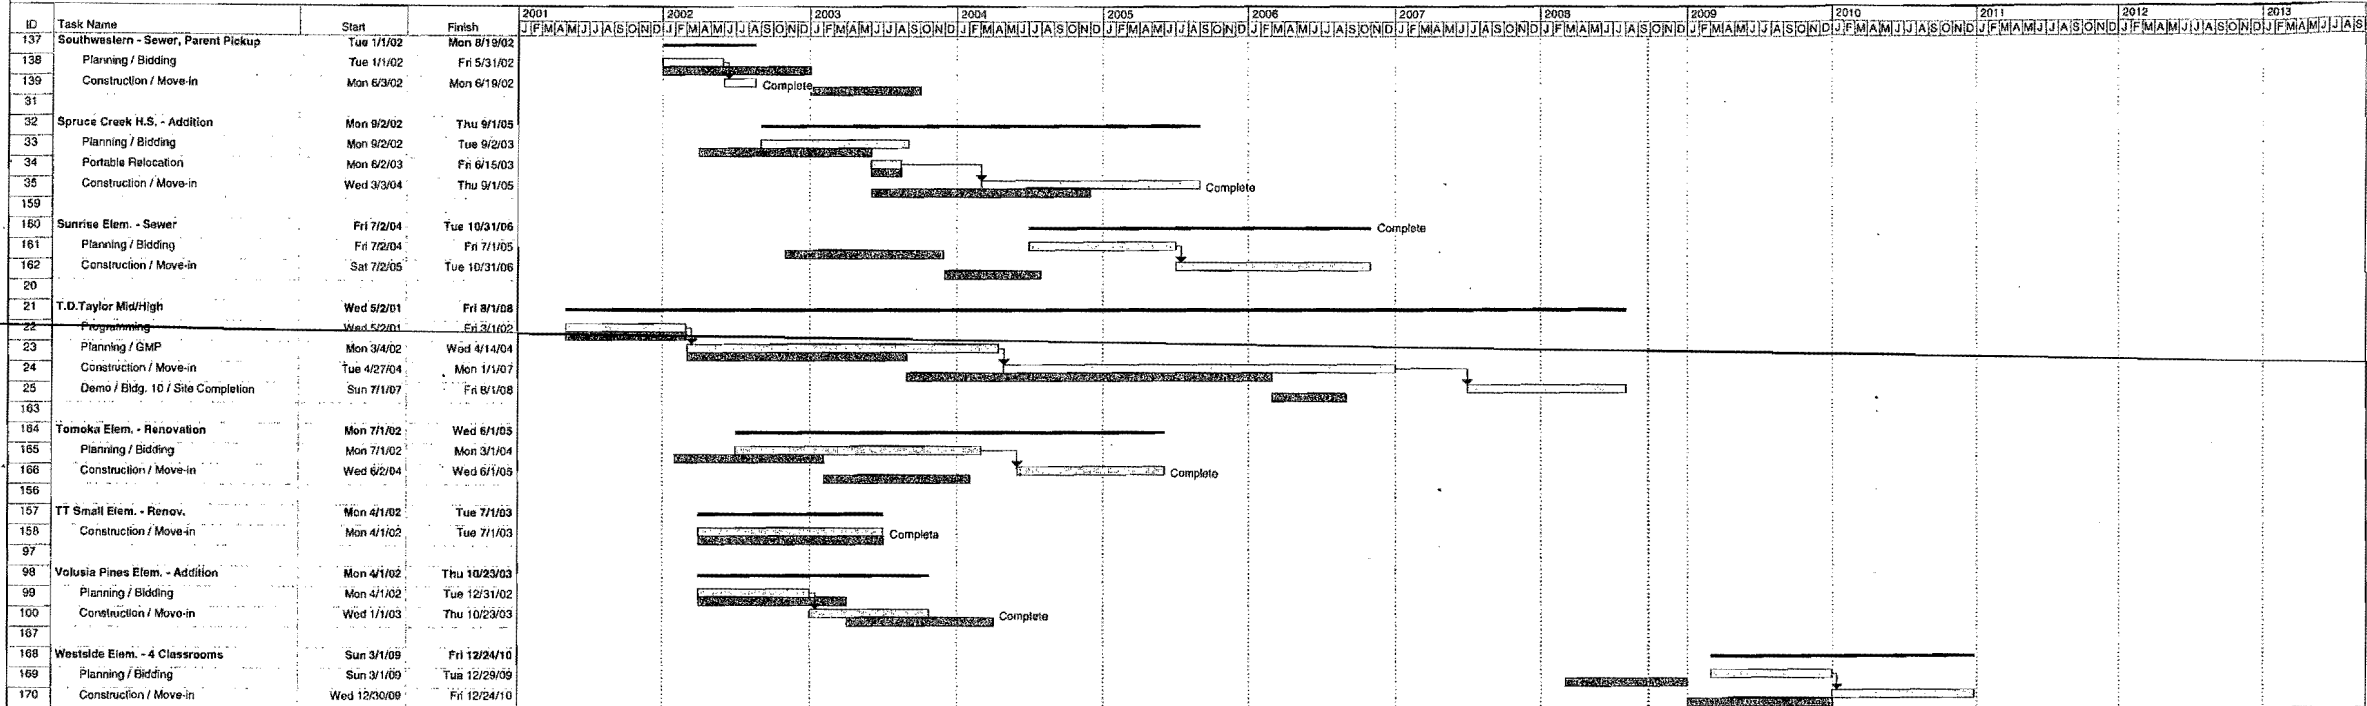 2001 2002 2003 2004 2005 2006 2007 2008 2009 2010 2011 2012 2013
ID Task Name Start Finish J F M A M J J A S O N D J F M A M J J A S O N D J F M A M J J A S O N D J F M A M J J A S O N D J F M A M J J A S O N D J F M A M J J A S O N D J F M A M J J A S O N D J F M A M J J A S O N D J F M A M J J A S O N D J F M A M J J A S O N D J F M A M J J A S O N D J F M A M J J A S O N D J F M A M J J A S
137 Southwestern - Sewer, Parent Pickup Tue 1/1/02 Mon 8/19/02
138 Planning / Bidding Tue 1/1/02 Fri 5/31/02
139 Construction / Move-in Mon 6/3/02 Mon 8/19/02 Complete
31
32 Spruce Creek H.S. - Addition Mon 9/2/02 Thu 9/1/05
33 Planning / Bidding Mon 9/2/02 Tue 9/2/03
34 Portable Relocation Mon 6/2/03 Fri 8/15/03
35 Construction / Move-in Wed 3/3/04 Thu 9/1/05 Complete
159
160 Sunrise Elem. - Sewer Fri 7/2/04 Tue 10/31/06 Complete
161 Planning / Bidding Fri 7/2/04 Fri 7/1/05
162 Construction / Move-in Sat 7/2/05 Tue 10/31/06
20
21 T.D.Taylor Mid/High Wed 5/2/01 Fri 8/1/08
22 Programming Wed 5/2/01 Fri 3/1/02
23 Planning / GMP Mon 3/4/02 Wed 4/14/04
24 Construction / Move-in Tue 4/27/04 Mon 1/1/07
25 Demo / Bldg. 10 / Site Completion Sun 7/1/07 Fri 8/1/08
163
164 Tomoka Elem. - Renovation Mon 7/1/02 Wed 6/1/05
165 Planning / Bidding Mon 7/1/02 Mon 3/1/04
166 Construction / Move-in Wed 6/2/04 Wed 6/1/05 Complete
156
157 TT Small Elem. - Renov. Mon 4/1/02 Tue 7/1/03
158 Construction / Move-in Mon 4/1/02 Tue 7/1/03 Complete
97
98 Volusia Pines Elem. - Addition Mon 4/1/02 Thu 10/23/03
99 Planning / Bidding Mon 4/1/02 Tue 12/31/02
100 Construction / Move-in Wed 1/1/03 Thu 10/23/03 Complete
167
168 Westside Elem. - 4 Classrooms Sun 3/1/09 Fri 12/24/10
169 Planning / Bidding Sun 3/1/09 Tue 12/29/09
170 Construction / Move-in Wed 12/30/09 Fri 12/24/10